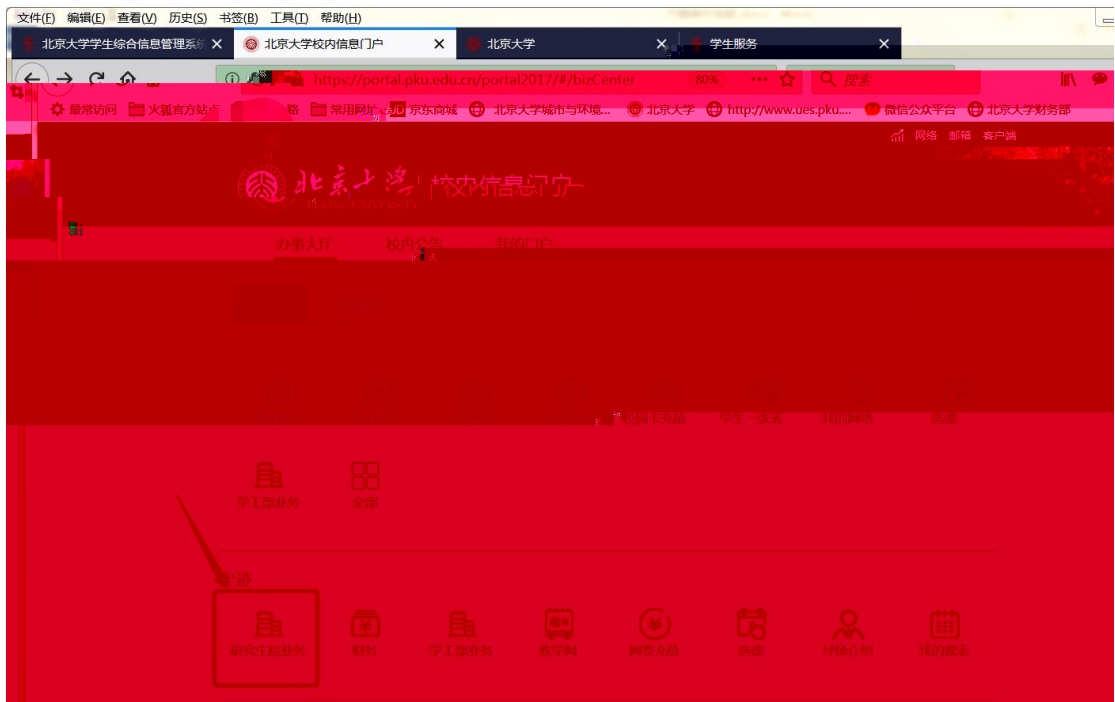 文件(F) 编辑(E) 查看(V) 历史(S) 书签(B) 工具(T) 帮助(H)
北京大学学生综合信息管理系统 北京大学校内信息门户 北京大学 学生服务
https://portal.pku.edu.cn/portal2017/#/bizCenter 80% 搜索
最常访问 火狐官方站点 常用网址 京东商城 北京大学城市与环境... 北京大学 http://www.ues.pku.... 微信公众平台 北京大学财务部
网络 邮箱 客户端
北京大学 校内信息门户
办事大厅 校内公告 我的门户
校园卡充值 学生一张表 我的网络 选课
学工部业务 全部
研究生院业务 财务 学工部业务 教学网 网费充值 选课 导师介绍 我的课表